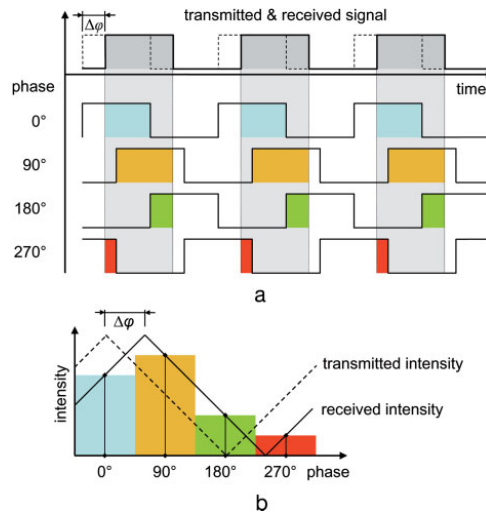 transmitted & received signal
Δφ
phase
time
0°
90°
180°
270°
a
Δφ
transmitted intensity
received intensity
intensity
0° 90° 180° 270° phase
b